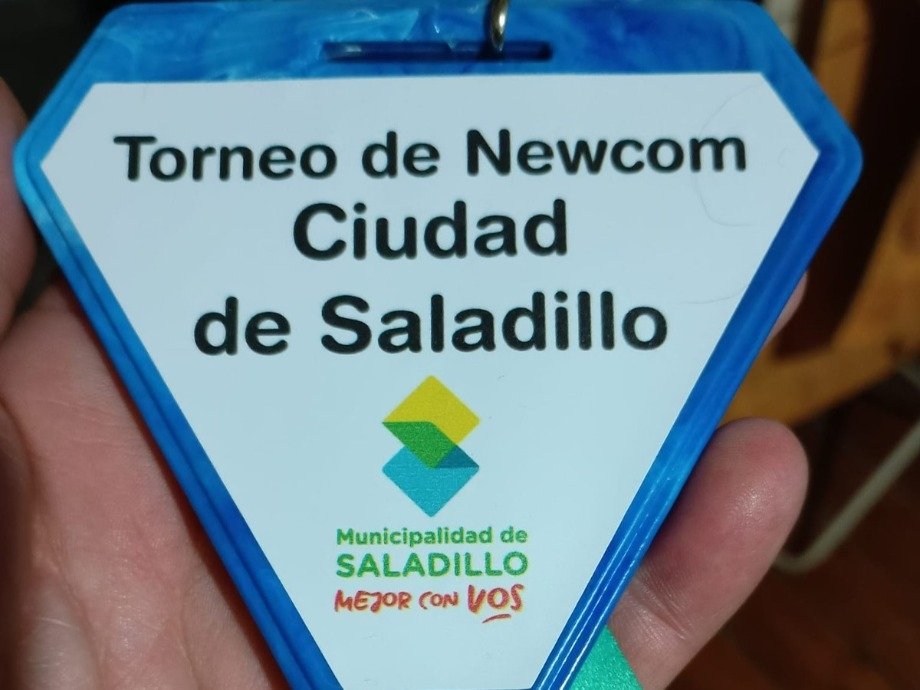 Torneo de Newcom
Ciudad
de Saladillo
Municipalidad de
SALADILLO
MEJOR CON VOS